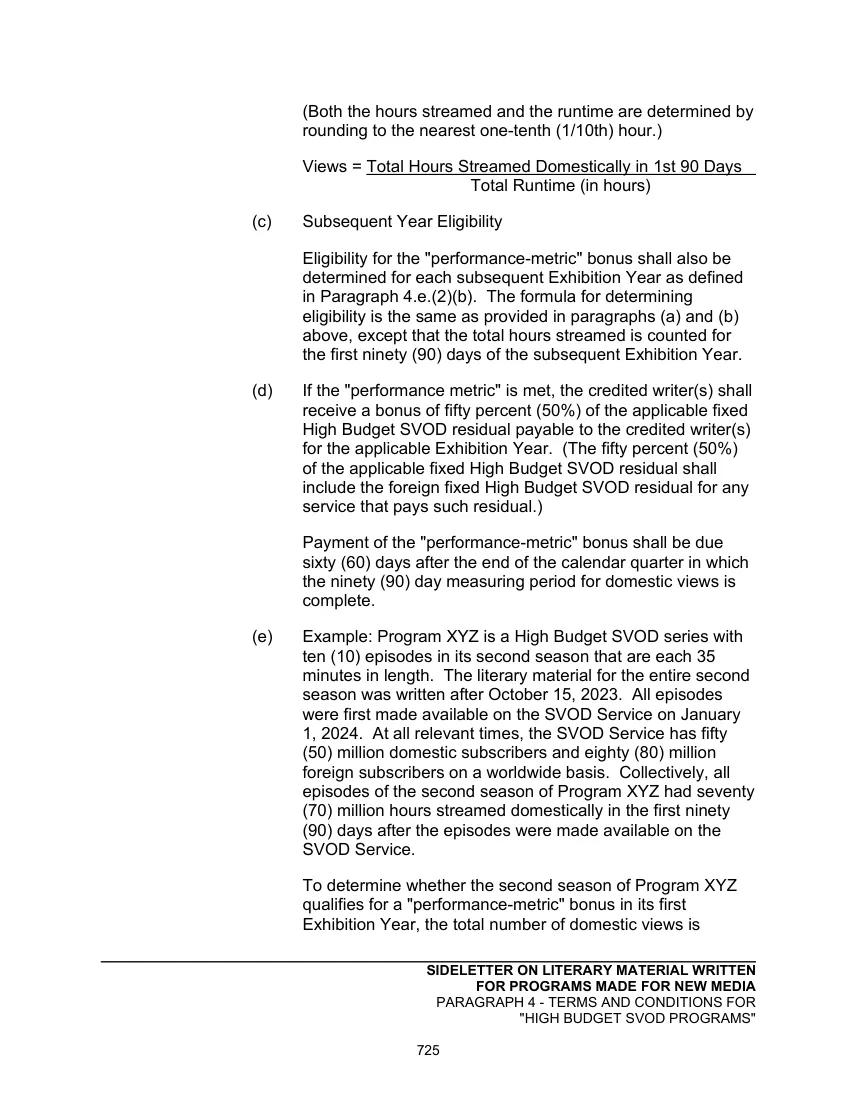 (Both the hours streamed and the runtime are determined by
rounding to the nearest one-tenth (1/10th) hour.)
Views = Total Hours Streamed Domestically in 1st 90 Days
Total Runtime (in hours)
(c) Subsequent Year Eligibility
Eligibility for the "performance-metric" bonus shall also be
determined for each subsequent Exhibition Year as defined
in Paragraph 4.e.(2)(b).  The formula for determining
eligibility is the same as provided in paragraphs (a) and (b)
above, except that the total hours streamed is counted for
the first ninety (90) days of the subsequent Exhibition Year.
(d) If the "performance metric" is met, the credited writer(s) shall
receive a bonus of fifty percent (50%) of the applicable fixed
High Budget SVOD residual payable to the credited writer(s)
for the applicable Exhibition Year.  (The fifty percent (50%)
of the applicable fixed High Budget SVOD residual shall
include the foreign fixed High Budget SVOD residual for any
service that pays such residual.)
Payment of the "performance-metric" bonus shall be due
sixty (60) days after the end of the calendar quarter in which
the ninety (90) day measuring period for domestic views is
complete.
(e) Example: Program XYZ is a High Budget SVOD series with
ten (10) episodes in its second season that are each 35
minutes in length.  The literary material for the entire second
season was written after October 15, 2023.  All episodes
were first made available on the SVOD Service on January
1, 2024.  At all relevant times, the SVOD Service has fifty
(50) million domestic subscribers and eighty (80) million
foreign subscribers on a worldwide basis.  Collectively, all
episodes of the second season of Program XYZ had seventy
(70) million hours streamed domestically in the first ninety
(90) days after the episodes were made available on the
SVOD Service.
To determine whether the second season of Program XYZ
qualifies for a "performance-metric" bonus in its first
Exhibition Year, the total number of domestic views is
SIDELETTER ON LITERARY MATERIAL WRITTEN
FOR PROGRAMS MADE FOR NEW MEDIA
PARAGRAPH 4 - TERMS AND CONDITIONS FOR
"HIGH BUDGET SVOD PROGRAMS"
725